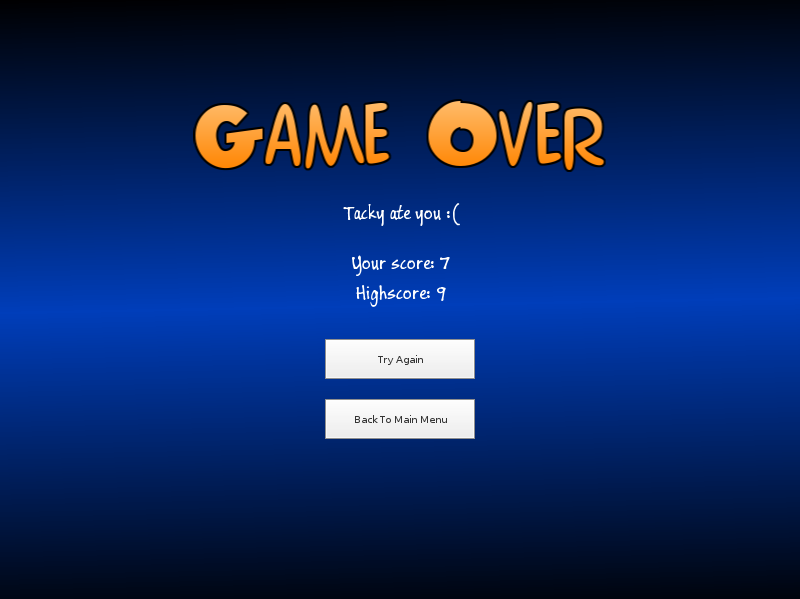 GAME OVER
Tacky ate you :(
Your score: 7
Highscore: 9
Try Again
Back To Main Menu